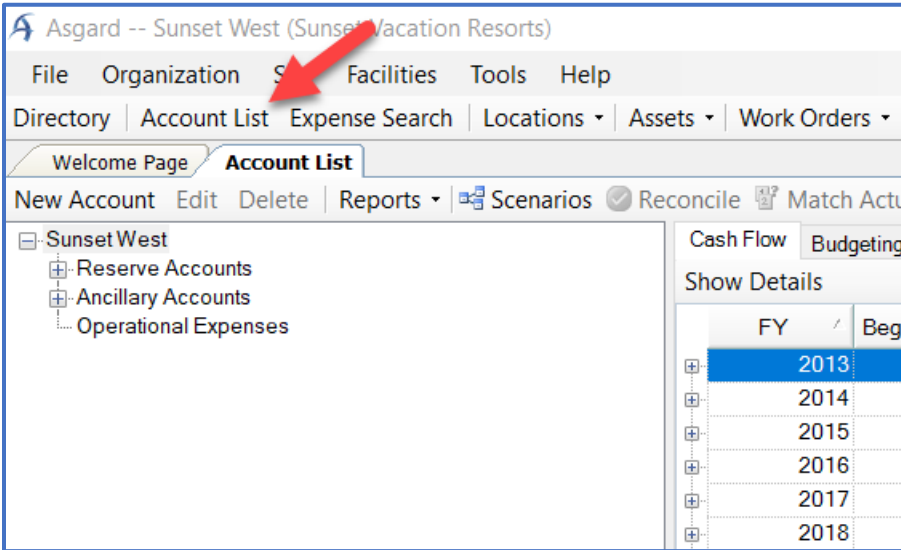 Asgard -- Sunset West (Sunset Vacation Resorts)
File Organization Facilities Tools Help
Directory Account List Expense Search Locations Assets Work Orders
Welcome Page Account List
New Account Edit Delete Reports Scenarios Reconcile Match Actu
Sunset West
Reserve Accounts
Ancillary Accounts
Operational Expenses
Cash Flow Budgeting
Show Details
FY Beg
2013
2014
2015
2016
2017
2018